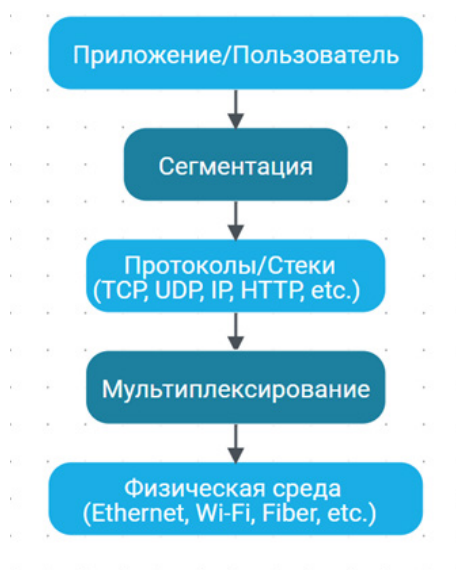 Приложение/Пользователь
Сегментация
Протоколы/Стеки
(TCP, UDP, IP, HTTP, etc.)
Мультиплексирование
Физическая среда
(Ethernet, Wi-Fi, Fiber, etc.)